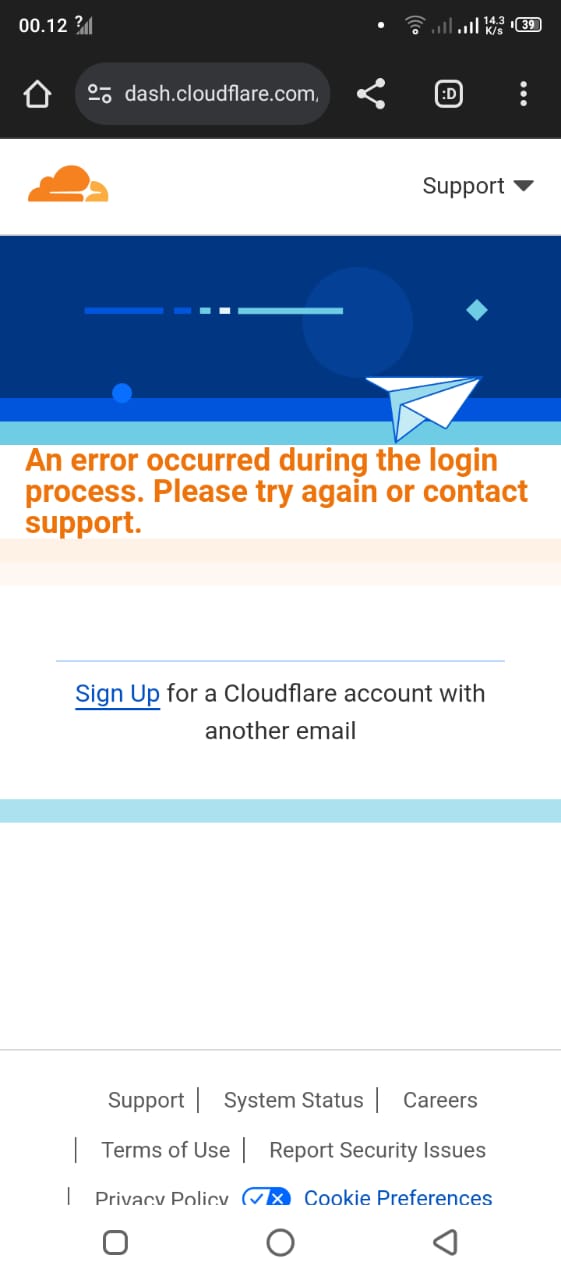 00.12 ? 14.3 K/s 39
dash.cloudflare.com, :D
Support
An error occurred during the login
process. Please try again or contact
support.
Sign Up for a Cloudflare account with
another email
Support | System Status | Careers
| Terms of Use | Report Security Issues
| Privacy Policy Cookie Preferences